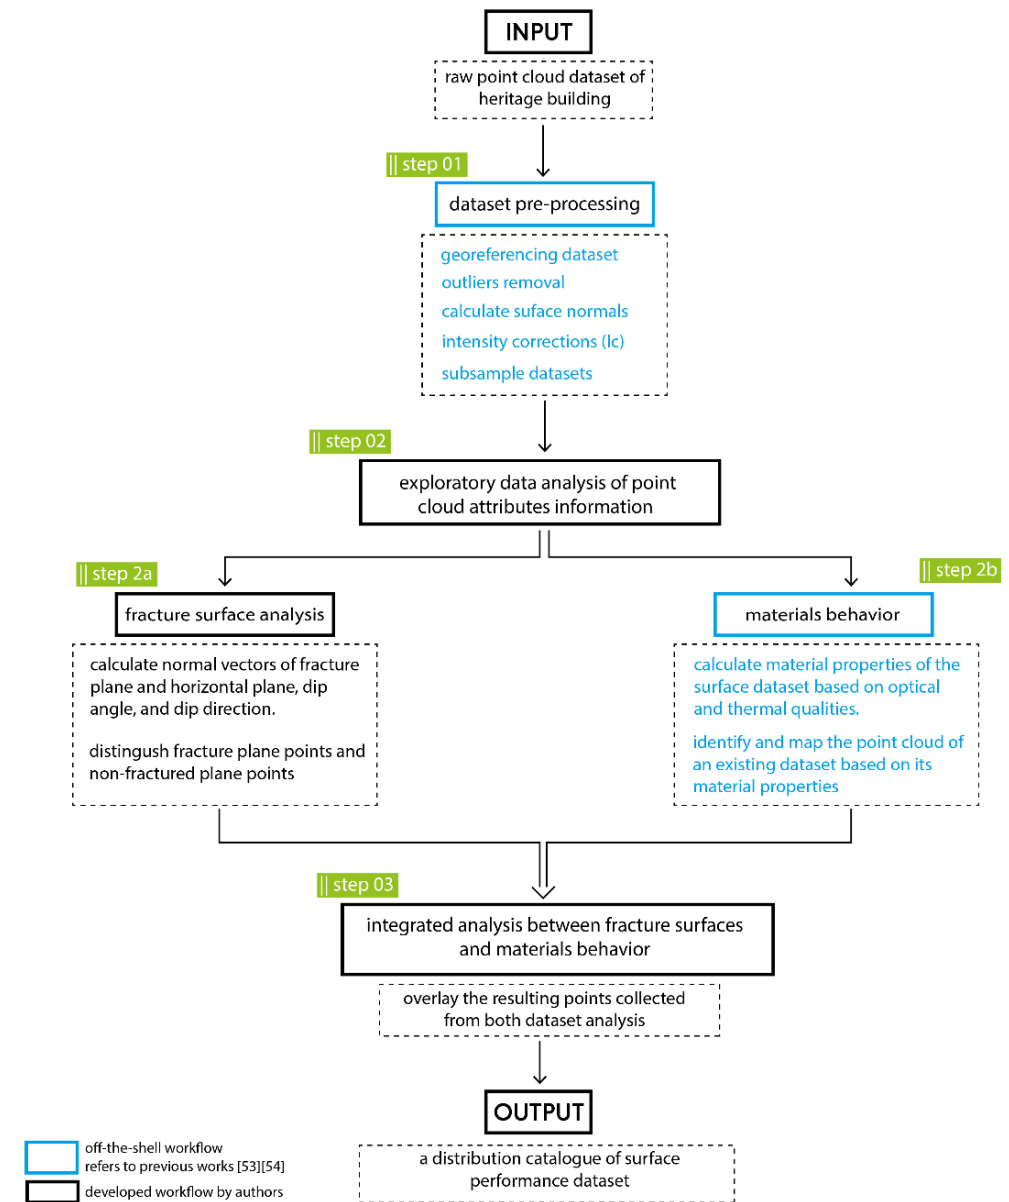 INPUT
raw point cloud dataset of
heritage building
|| step 01
dataset pre-processing
georeferencing dataset
outliers removal
calculate suface normals
intensity corrections (Ic)
subsample datasets
|| step 02
exploratory data analysis of point
cloud attributes information
|| step 2a
fracture surface analysis
calculate normal vectors of fracture
plane and horizontal plane, dip
angle, and dip direction.
distingush fracture plane points and
non-fractured plane points
|| step 2b
materials behavior
calculate material properties of the
surface dataset based on optical
and thermal qualities.
identify and map the point cloud of
an existing dataset based on its
material properties
|| step 03
integrated analysis between fracture surfaces
and materials behavior
overlay the resulting points collected
from both dataset analysis
OUTPUT
a distribution catalogue of surface
performance dataset
off-the-shell workflow
refers to previous works [53][54]
developed workflow by authors